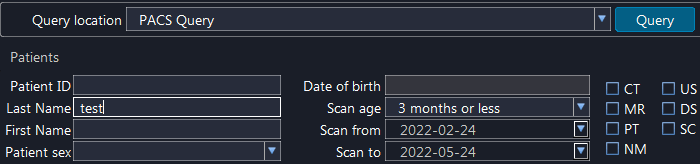 Query location PACS Query Query
Patients
Patient ID Date of birth
Last Name test Scan age 3 months or less CT US
First Name Scan from 2022-02-24 MR DS
Patient sex Scan to 2022-05-24 PT SC
NM